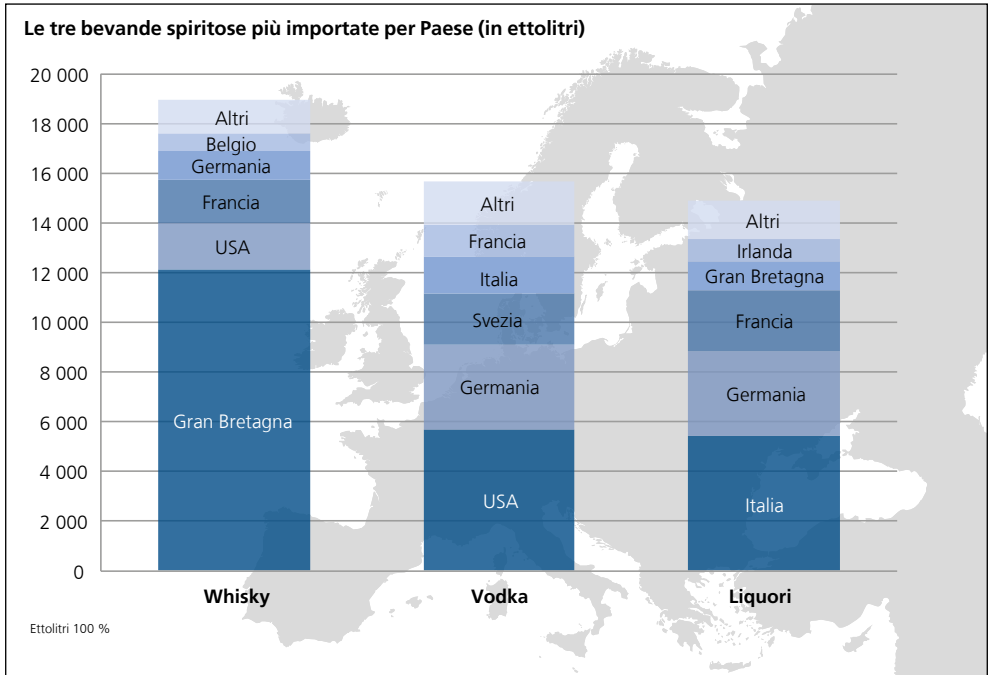 Le tre bevande spiritose più importate per Paese (in ettolitri)
20 000
18 000
16 000
14 000
12 000
10 000
8 000
6 000
4 000
2 000
0
Altri
Belgio
Germania
Francia
USA
Gran Bretagna
Altri
Francia
Italia
Svezia
Germania
USA
Altri
Irlanda
Gran Bretagna
Francia
Germania
Italia
Whisky
Vodka
Liquori
Ettolitri 100 %